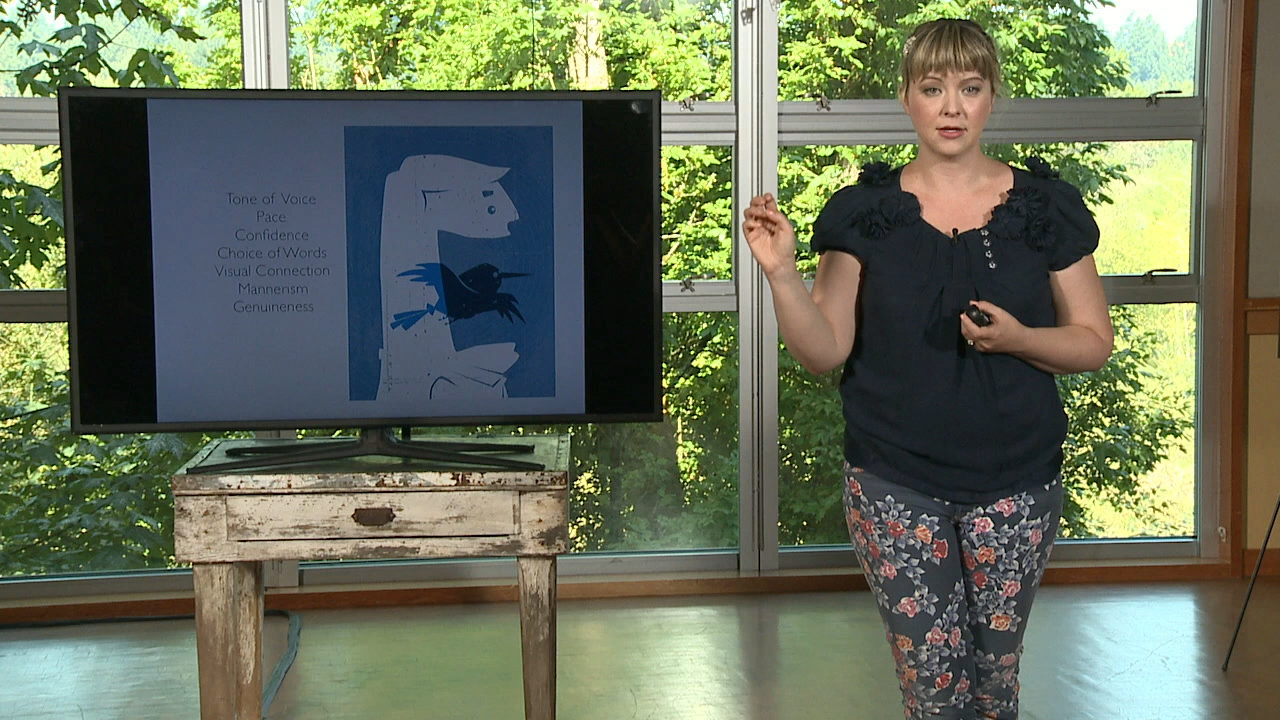 Tone of Voice
Pace
Confidence
Choice of Words
Visual Connection
Mannerism
Genuineness